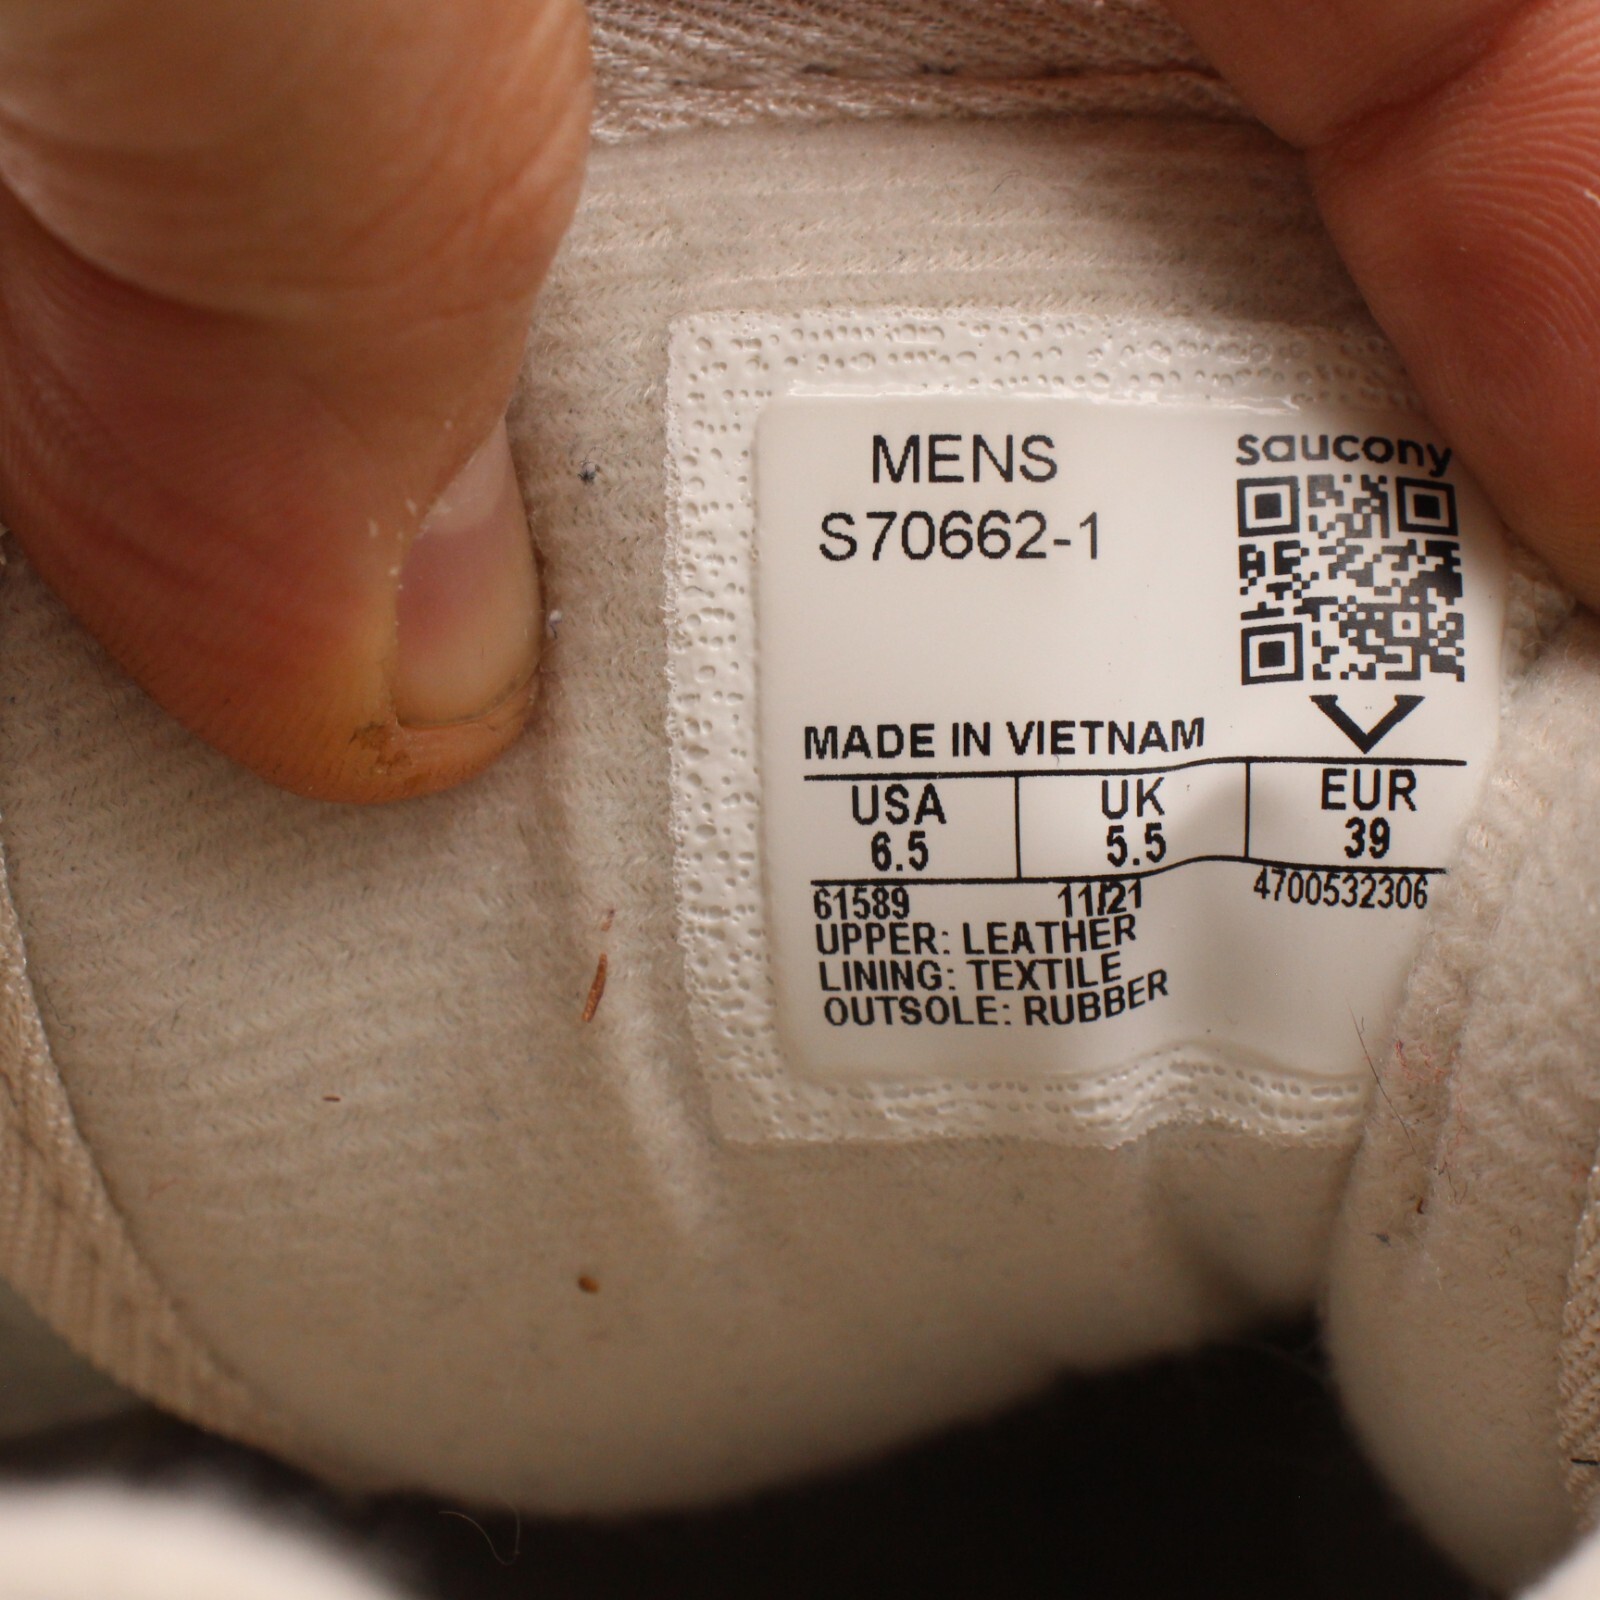 MENS
saucony
S70662-1
MADE IN VIETNAM
USA UK EUR
6.5 5.5 39
61589 11/21 4700532306
UPPER: LEATHER
LINING: TEXTILE
OUTSOLE: RUBBER